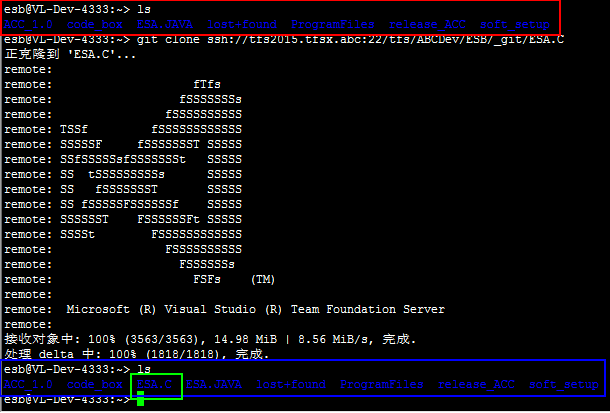 esb@VL-Dev-4333:~> ls
ACC_1.0 code_box ESA.JAVA lost+found ProgramFiles release_ACC soft_setup
esb@VL-Dev-4333:~> git clone ssh://tfs2015.tfsx.abc:22/tfs/ABCDev/ESB/_git/ESA.C
正克隆到 'ESA.C'...
remote:
remote:                    fTfs
remote:                  fSSSSSSSs
remote:                fSSSSSSSSSS
remote: TSSf         fSSSSSSSSSSSS
remote: SSSSSF     fSSSSSSST SSSSS
remote: SSfSSSSSsfSSSSSSSt   SSSSS
remote: SS  tSSSSSSSSSs      SSSSS
remote: SS   fSSSSSSST       SSSSS
remote: SS fSSSSSFSSSSSSf    SSSSS
remote: SSSSSST    FSSSSSSFt SSSSS
remote: SSSSt        FSSSSSSSSSSSS
remote:                FSSSSSSSSSS
remote:                  FSSSSSSs
remote:                    FSFs    (TM)
remote:
remote:  Microsoft (R) Visual Studio (R) Team Foundation Server
remote:
接收对象中: 100% (3563/3563), 14.98 MiB | 8.56 MiB/s, 完成.
处理 delta 中: 100% (1818/1818), 完成.
esb@VL-Dev-4333:~> ls
ACC_1.0 code_box ESA.C ESA.JAVA lost+found ProgramFiles release_ACC soft_setup
esb@VL-Dev-4333:~>